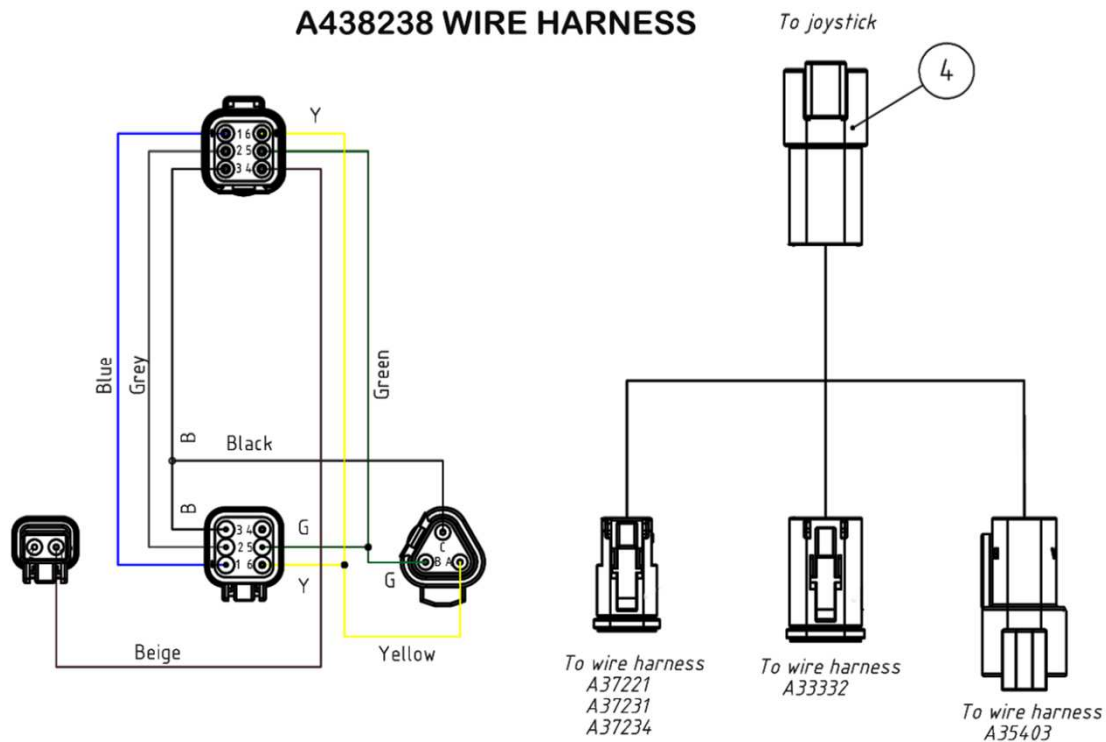 A438238 WIRE HARNESS
To joystick
4
Y
1 6
2 5
3 4
Blue
Grey
Green
B
Black
B
3 4
2 5
1 6
G
Y
C
B A
G
Beige
Yellow
To wire harness
A37221
A37231
A37234
To wire harness
A33332
To wire harness
A35403